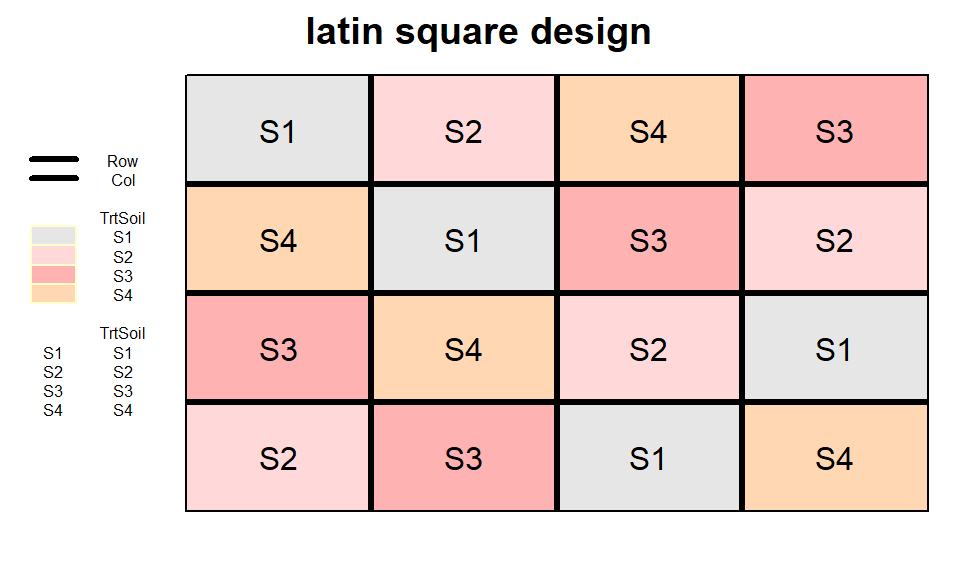 latin square design
Row
Col
TrtSoil
S1
S2
S3
S4
TrtSoil
S1 S1
S2 S2
S3 S3
S4 S4
S1 S2 S4 S3
S4 S1 S3 S2
S3 S4 S2 S1
S2 S3 S1 S4